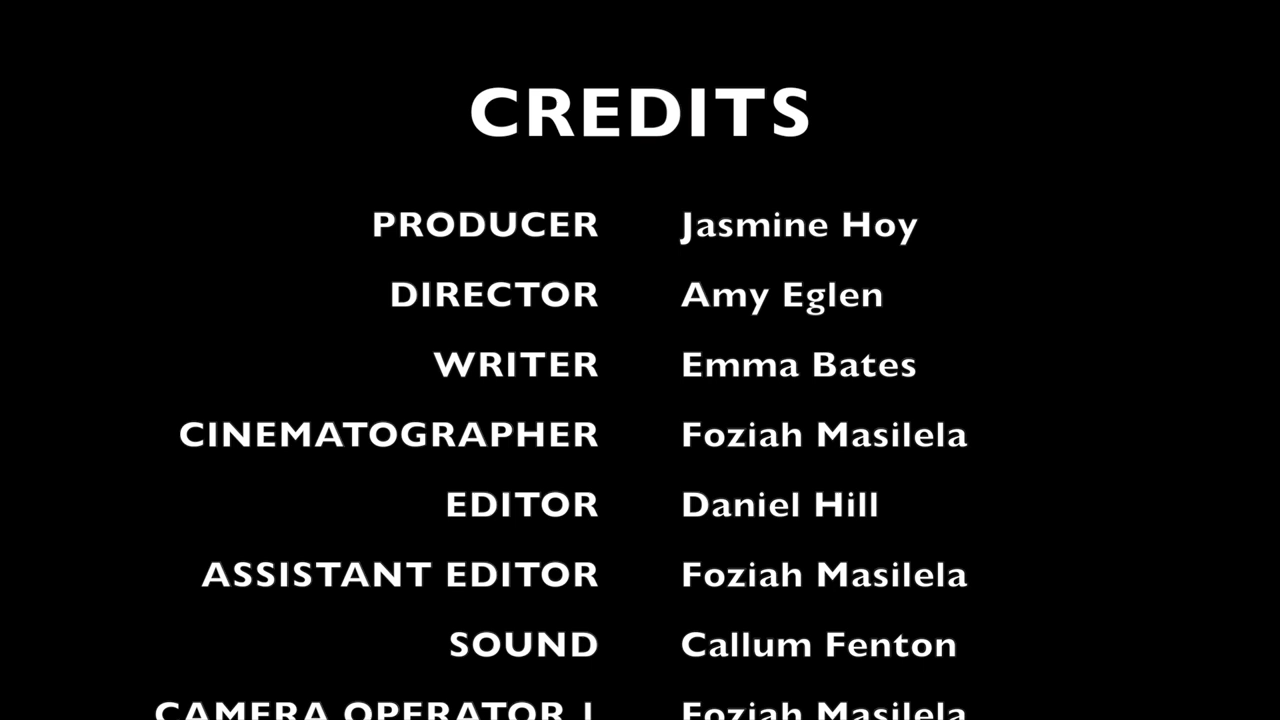 CREDITS
PRODUCER Jasmine Hoy
DIRECTOR Amy Eglen
WRITER Emma Bates
CINEMATOGRAPHER Foziah Masilela
EDITOR Daniel Hill
ASSISTANT EDITOR Foziah Masilela
SOUND Callum Fenton
CAMERA OPERATOR 1 Foziah Masilela